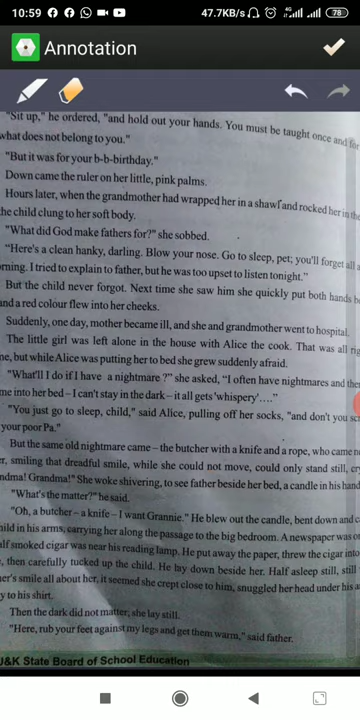 10:59
47.7KB/s
4G
78
Annotation
"Sit up," he ordered, "and hold out your hands. You must be taught once and for
what does not belong to you."
"But it was for your b-b-birthday."
Down came the ruler on her little, pink palms.
Hours later, when the grandmother had wrapped her in a shawl and rocked her in the
the child clung to her soft body.
"What did God make fathers for?" she sobbed.
"Here's a clean hanky, darling. Blow your nose. Go to sleep, pet; you'll forget all
orning. I tried to explain to father, but he was too upset to listen tonight."
But the child never forgot. Next time she saw him she quickly put both hands
and a red colour flew into her cheeks.
Suddenly, one day, mother became ill, and she and grandmother went to hospital.
The little girl was left alone in the house with Alice the cook. That was all
me, but while Alice was putting her to bed she grew suddenly afraid.
"What'll I do if I have a nightmare ?" she asked, "I often have nightmares and
me into her bed – I can't stay in the dark – it all gets 'whispery'…."
"You just go to sleep, child," said Alice, pulling off her socks, "and don't you
your poor Pa."
But the same old nightmare came – the butcher with a knife and a rope, who came
er, smiling that dreadful smile, while she could not move, could only stand still,
ndma! Grandma!" She woke shivering, to see father beside her bed, a candle in his hand
"What's the matter?" he said.
"Oh, a butcher – a knife – I want Grannie." He blew out the candle, bent down and
hild in his arms, carrying her along the passage to the big bedroom. A newspaper was
alf smoked cigar was near his reading lamp. He put away the paper, threw the cigar into
, then carefully tucked up the child. He lay down beside her. Half asleep still, still
er's smile all about her, it seemed she crept close to him, snuggled her head under his
y to his shirt.
Then the dark did not matter; she lay still.
"Here, rub your feet against my legs and get them warm," said father.
J&K State Board of School Education